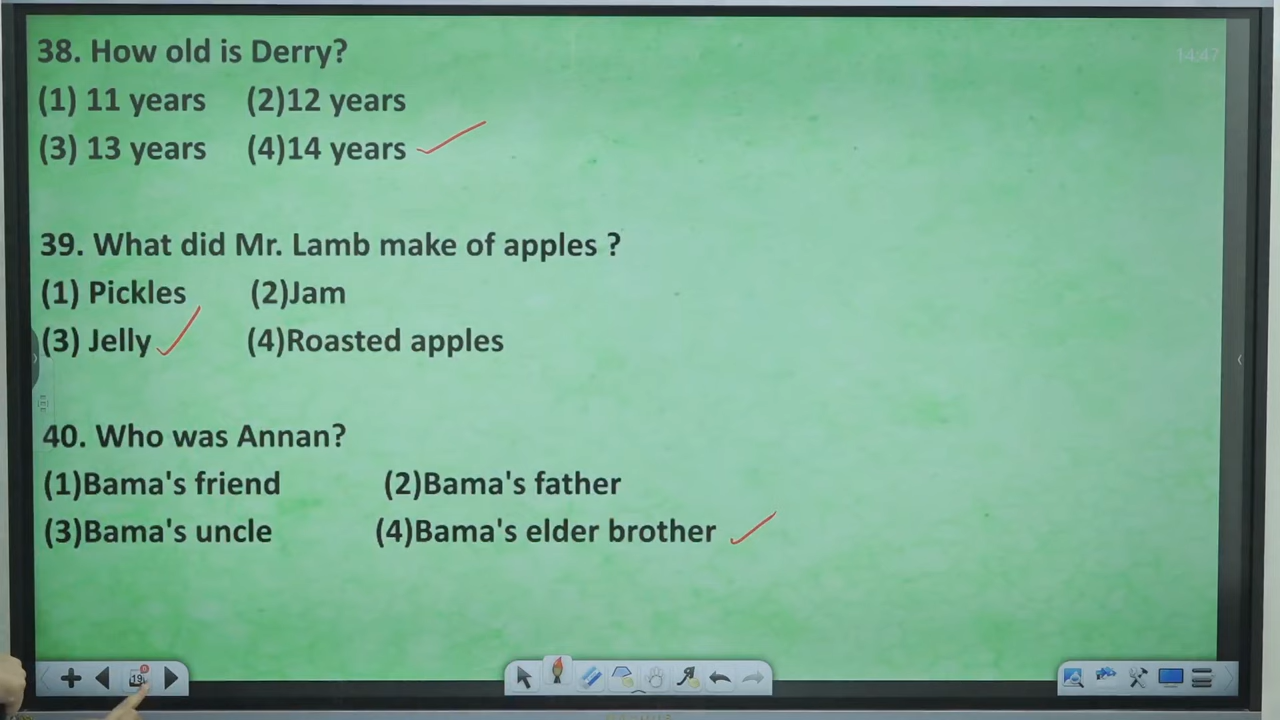 14:47
38. How old is Derry?
(1) 11 years (2)12 years
(3) 13 years (4)14 years
39. What did Mr. Lamb make of apples ?
(1) Pickles (2)Jam
(3) Jelly (4)Roasted apples
40. Who was Annan?
(1)Bama's friend (2)Bama's father
(3)Bama's uncle (4)Bama's elder brother